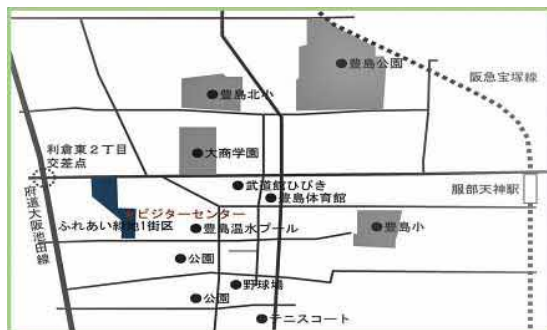 豊島公園
阪急宝塚線
豊島北小
利倉東2丁目
交差点
大商学園
武道館ひびき
服部天神駅
豊島体育館
府道大阪池田線
ビジターセンター
ふれあい緑地1街区
豊島温水プール
豊島小
公園
野球場
公園
テニスコート